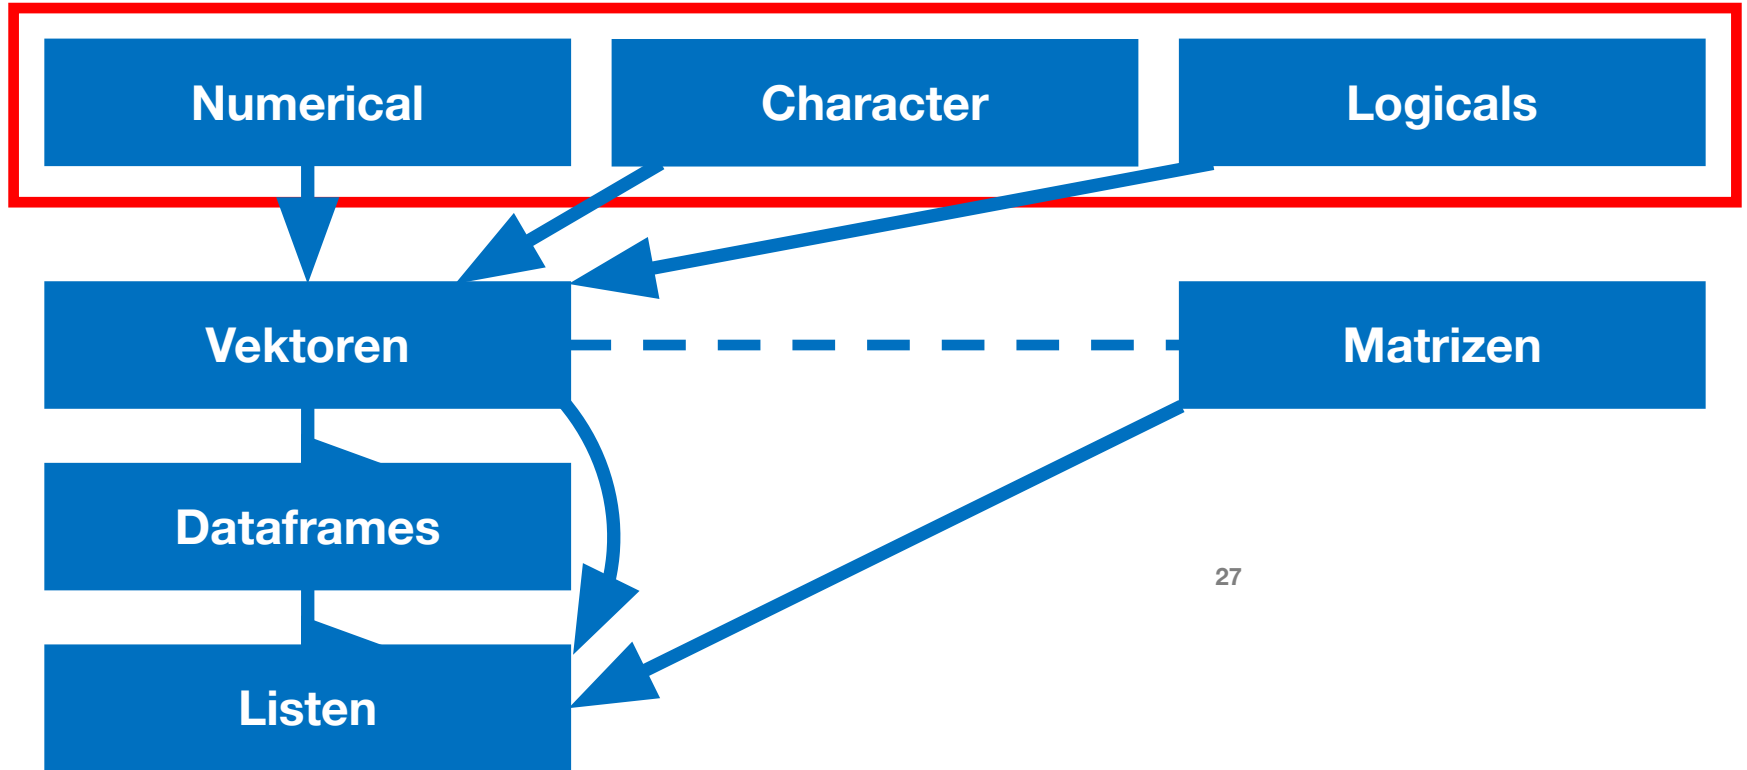 Numerical
Character
Logicals
Vektoren
Matrizen
Dataframes
27
Listen